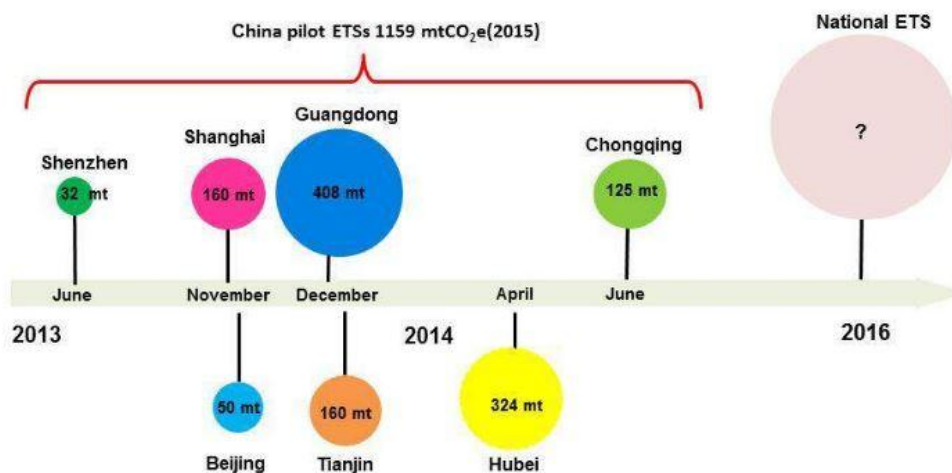 China pilot ETSs 1159 mtCO₂e(2015)
National ETS
?
Shenzhen
32 mt
Shanghai
160 mt
Guangdong
408 mt
Chongqing
125 mt
June
November
December
April
June
2013
2014
2016
50 mt
Beijing
160 mt
Tianjin
324 mt
Hubei